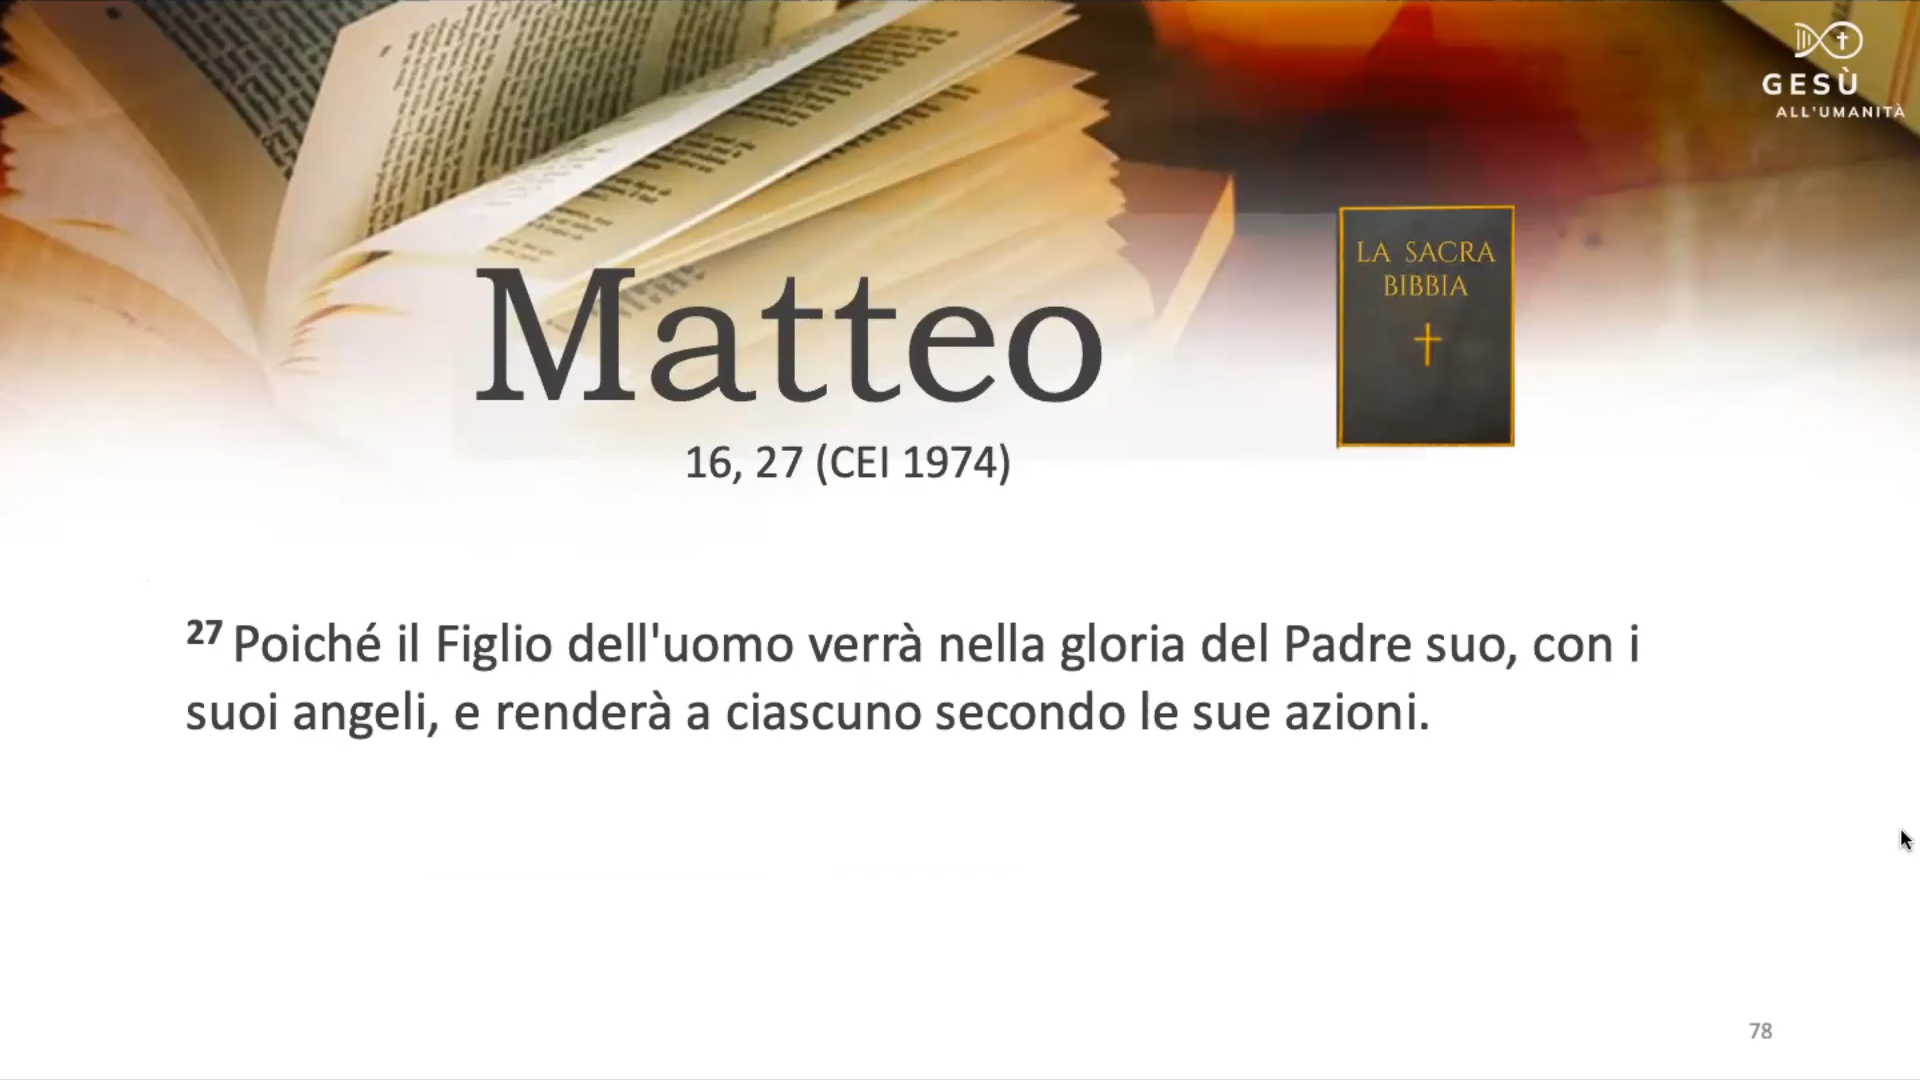 GESÙ
ALL'UMANITÀ
LA SACRA
BIBBIA
Matteo
16, 27 (CEI 1974)
27 Poiché il Figlio dell'uomo verrà nella gloria del Padre suo, con i
suoi angeli, e renderà a ciascuno secondo le sue azioni.
78